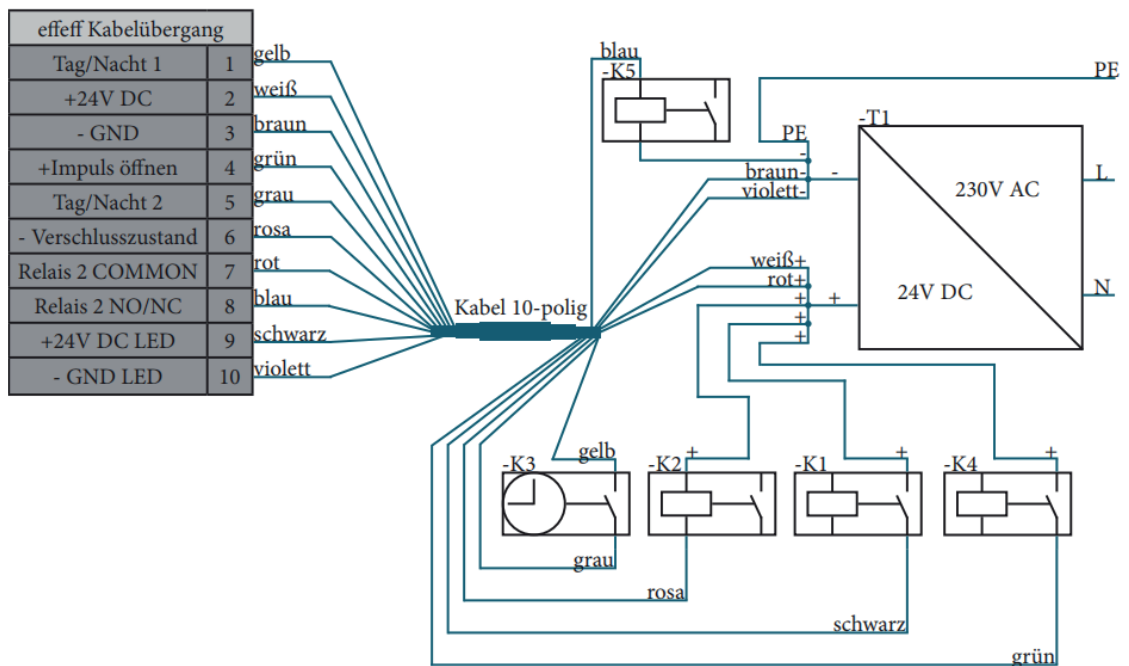 effeff Kabelübergang
Tag/Nacht 1 1 gelb
+24V DC 2 weiß
- GND 3 braun
+Impuls öffnen 4 grün
Tag/Nacht 2 5 grau
- Verschlusszustand 6 rosa
Relais 2 COMMON 7 rot
Relais 2 NO/NC 8 blau
+24V DC LED 9 schwarz
- GND LED 10 violett
Kabel 10-polig
blau
-K5
PE
PE
-
braun-
violett-
-
-T1
230V AC
24V DC
L
N
weiß+
rot+
+
+
+
+
gelb
-K3
grau
+
-K2
rosa
+
-K1
schwarz
+
-K4
grün